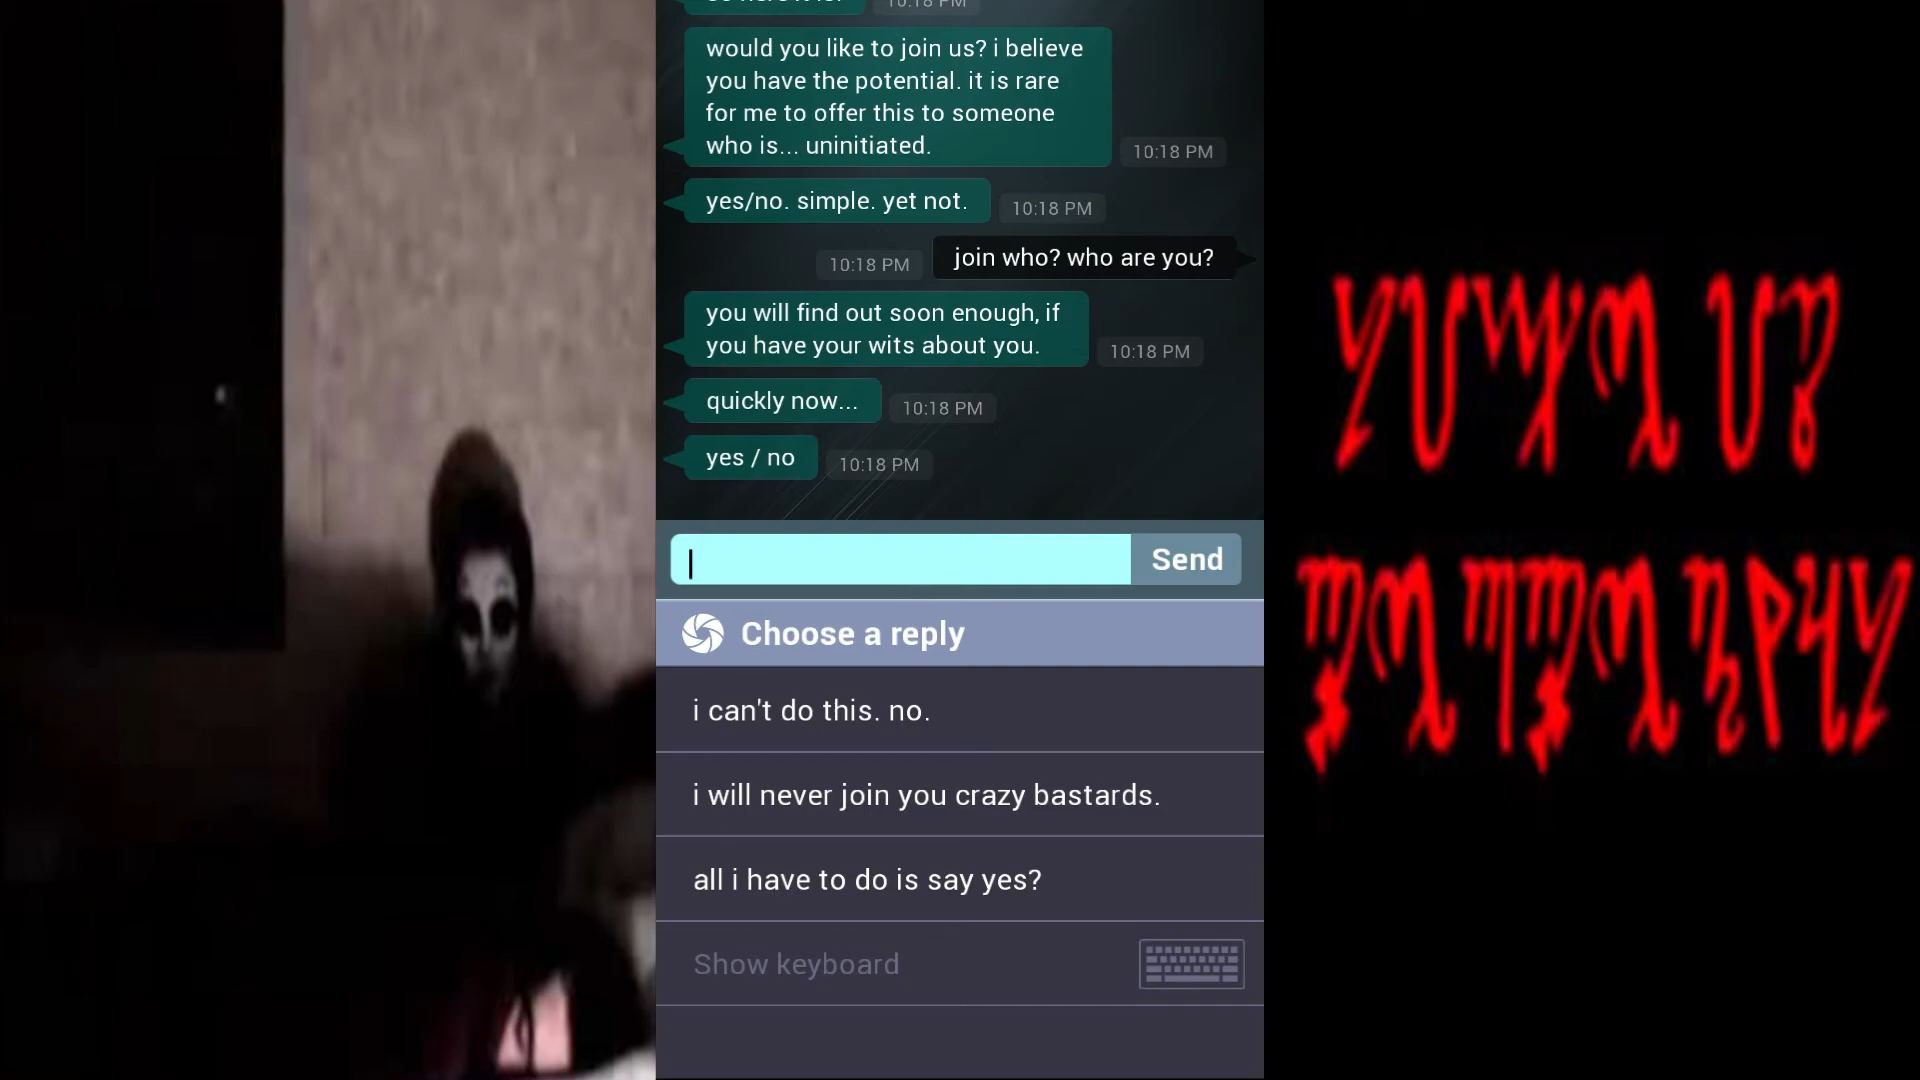 10:18 PM
would you like to join us? i believe
you have the potential. it is rare
for me to offer this to someone
who is... uninitiated.
10:18 PM
yes/no. simple. yet not.
10:18 PM
10:18 PM
join who? who are you?
you will find out soon enough, if
you have your wits about you.
10:18 PM
quickly now...
10:18 PM
yes / no
10:18 PM
Send
Choose a reply
i can't do this. no.
i will never join you crazy bastards.
all i have to do is say yes?
Show keyboard